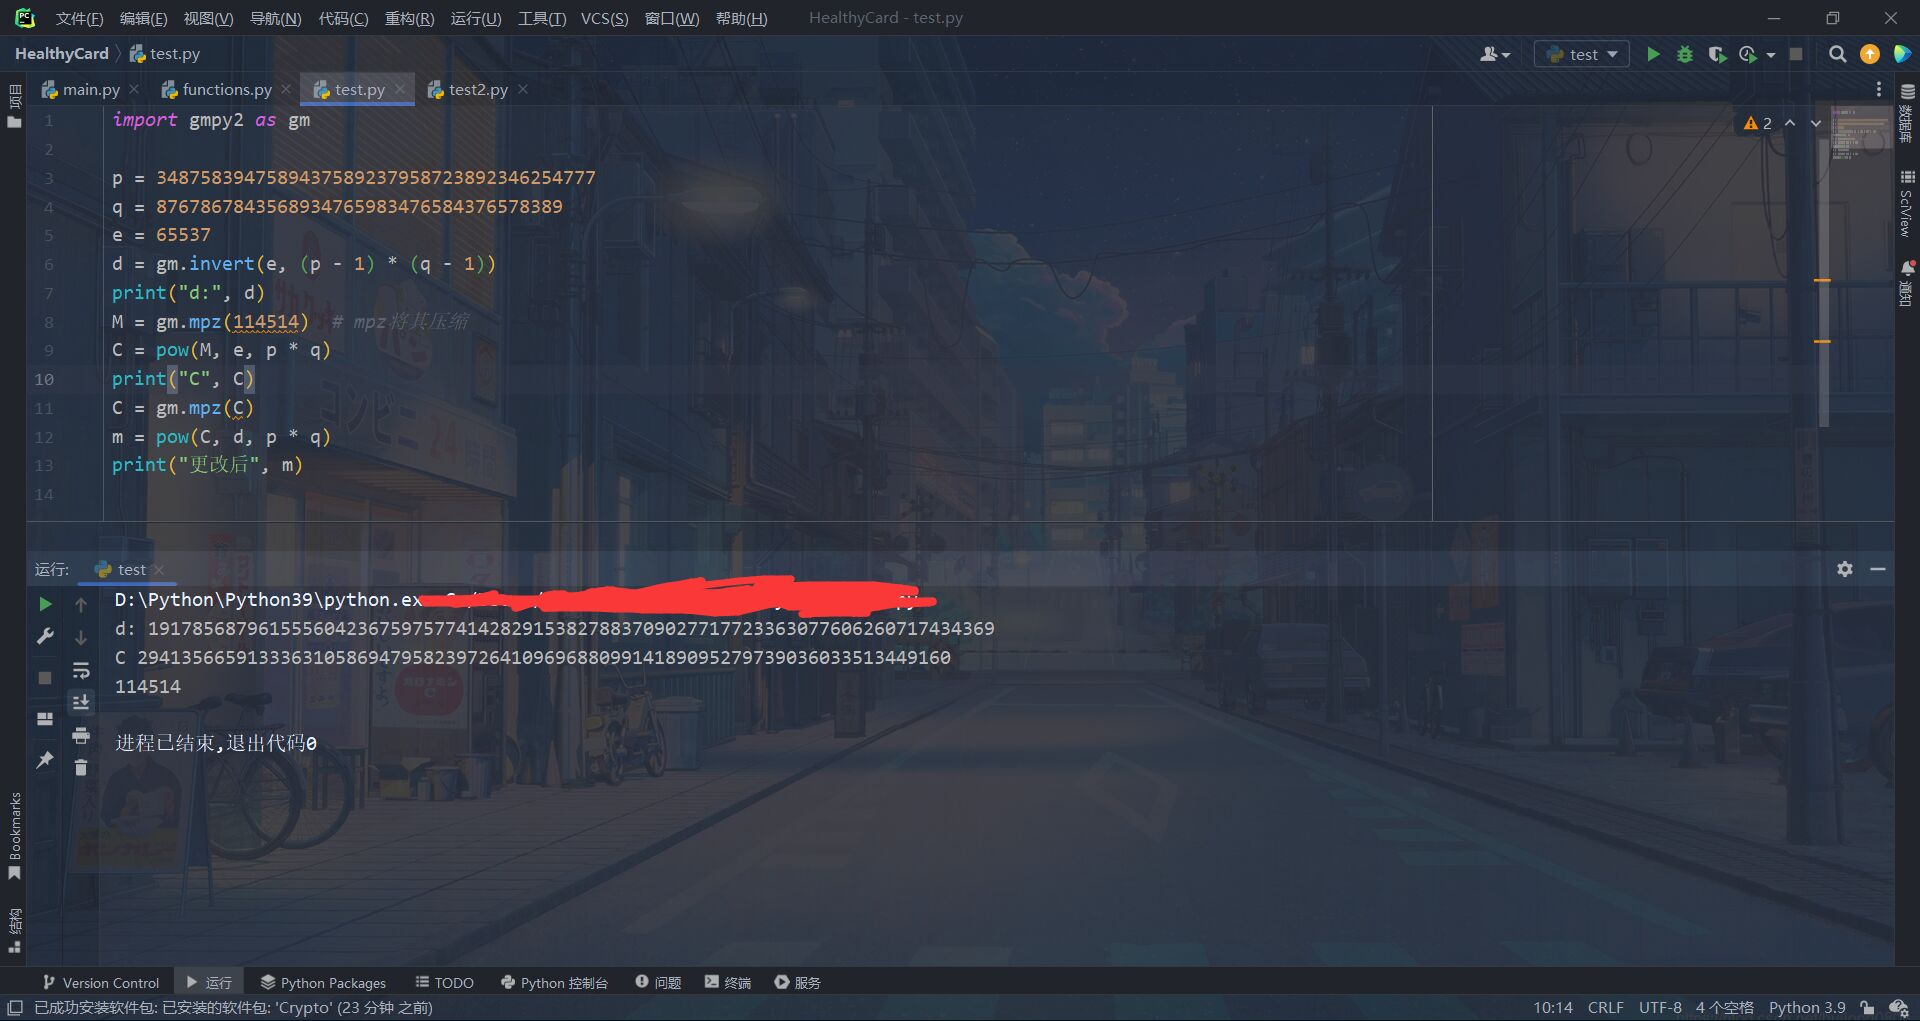 文件(F) 编辑(E) 视图(V) 导航(N) 代码(C) 重构(R) 运行(U) 工具(T) VCS(S) 窗口(W) 帮助(H) HealthyCard - test.py
HealthyCard test.py test
main.py functions.py test.py test2.py
项目
2
数据库
SciView
通知
1 import gmpy2 as gm
2
3 p = 3487583947589437589237958723892346254777
4 q = 8767867843568934765983476584376578389
5 e = 65537
6 d = gm.invert(e, (p - 1) * (q - 1))
7 print("d:", d)
8 M = gm.mpz(114514) # mpz将其压缩
9 C = pow(M, e, p * q)
10 print("C", C)
11 C = gm.mpz(C)
12 m = pow(C, d, p * q)
13 print("更改后", m)
14
运行: test
D:\Python\Python39\python.ex
d: 19178568796155560423675975774142829153827883709027717723363077606260717434369
C 29413566591333631058694795823972641096968809914189095279739036033513449160
114514
进程已结束,退出代码0
Bookmarks
结构
Version Control 运行 Python Packages TODO Python 控制台 问题 终端 服务
已成功安装软件包: 已安装的软件包: 'Crypto' (23 分钟 之前) 10:14 CRLF UTF-8 4 个空格 Python 3.9